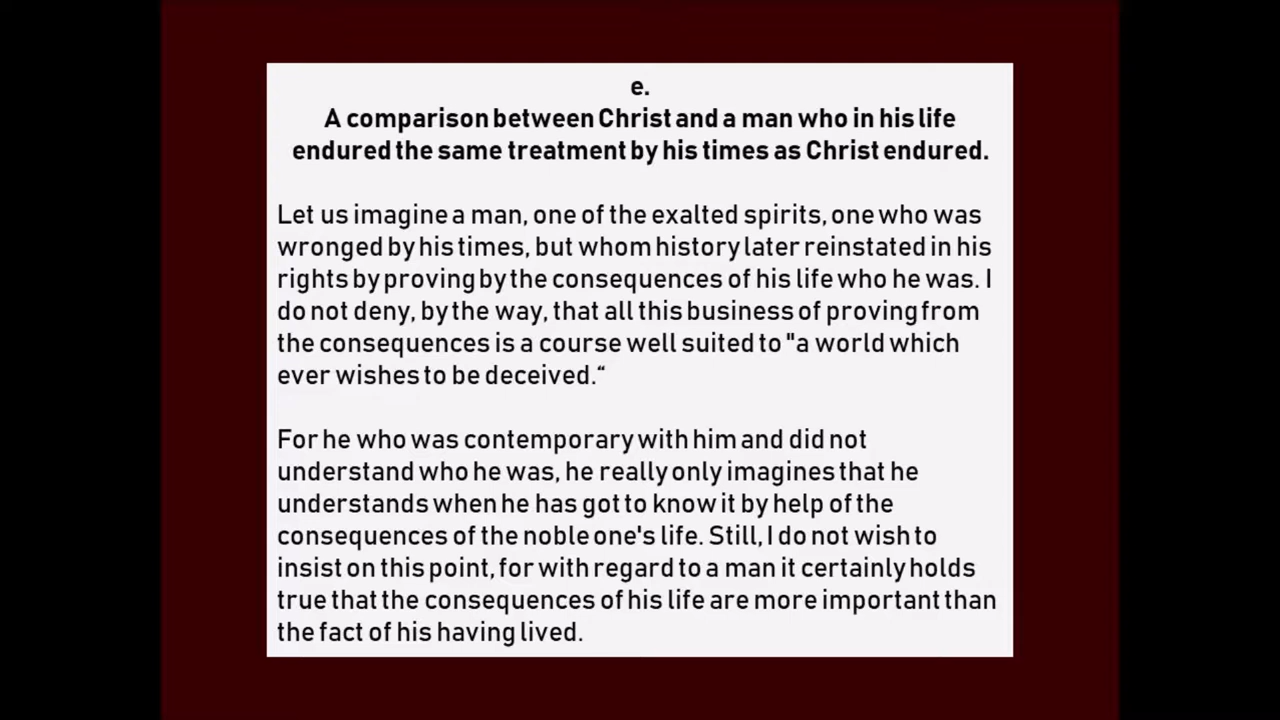 e.
A comparison between Christ and a man who in his life
endured the same treatment by his times as Christ endured.
Let us imagine a man, one of the exalted spirits, one who was
wronged by his times, but whom history later reinstated in his
rights by proving by the consequences of his life who he was. I
do not deny, by the way, that all this business of proving from
the consequences is a course well suited to "a world which
ever wishes to be deceived.“
For he who was contemporary with him and did not
understand who he was, he really only imagines that he
understands when he has got to know it by help of the
consequences of the noble one's life. Still, I do not wish to
insist on this point, for with regard to a man it certainly holds
true that the consequences of his life are more important than
the fact of his having lived.